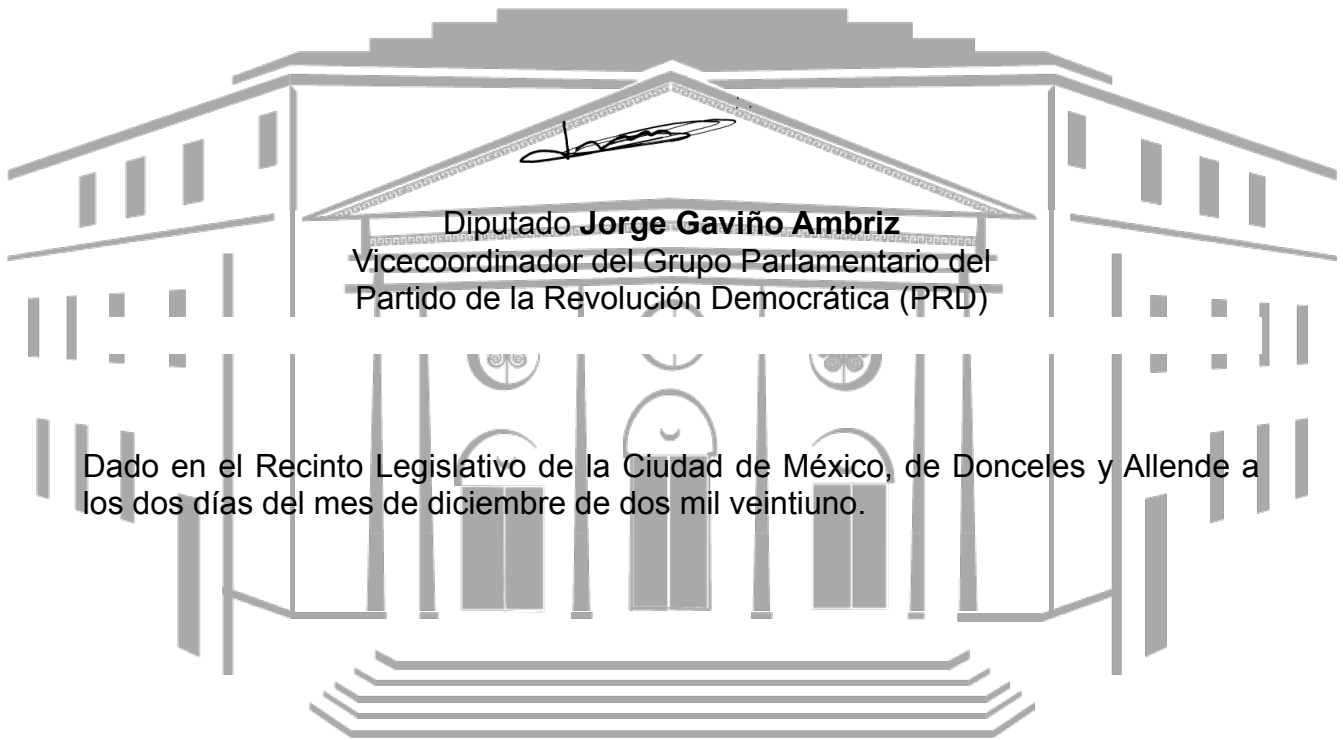 Diputado Jorge Gaviño Ambriz
Vicecoordinador del Grupo Parlamentario del
Partido de la Revolución Democrática (PRD)
Dado en el Recinto Legislativo de la Ciudad de México, de Donceles y Allende a
los dos días del mes de diciembre de dos mil veintiuno.